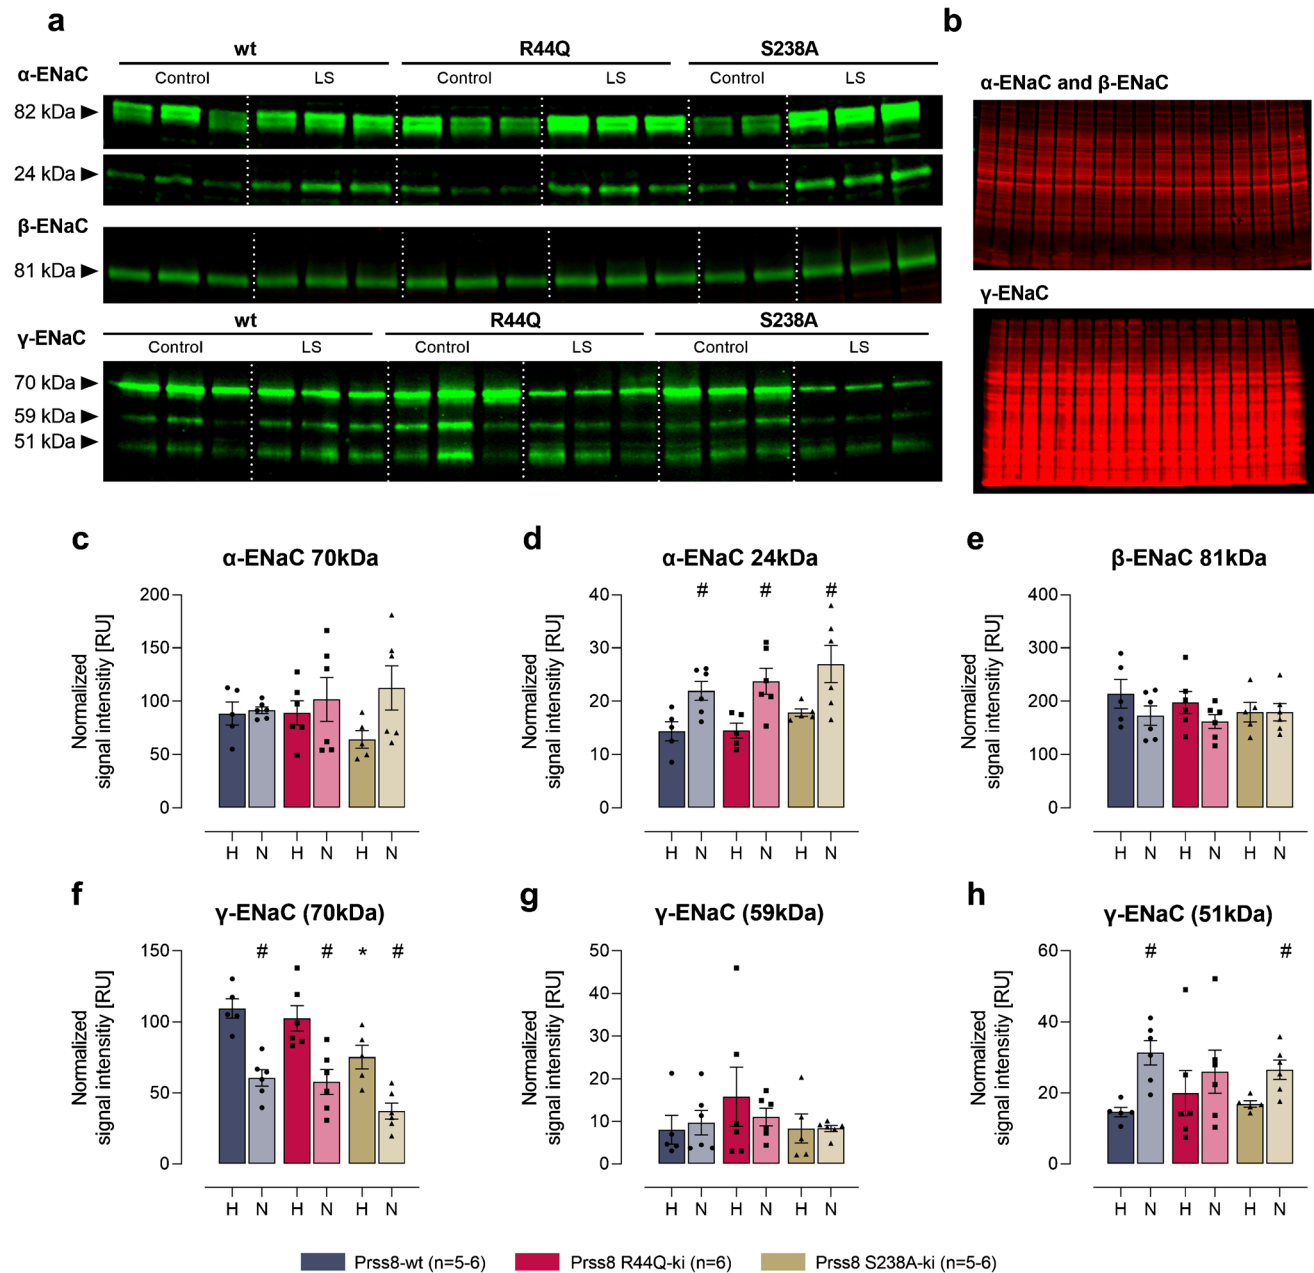 a
b
wt R44Q S238A
α-ENaC Control LS Control LS Control LS
82 kDa
24 kDa
β-ENaC
81 kDa
wt R44Q S238A
γ-ENaC Control LS Control LS Control LS
70 kDa
59 kDa
51 kDa
α-ENaC and β-ENaC
γ-ENaC
c
α-ENaC 70kDa
Normalized
signal intensitiy [RU]
200
150
100
50
0
H N H N H N
d
α-ENaC 24kDa
Normalized
signal intensitiy [RU]
40
30
20
10
0
# # #
H N H N H N
e
β-ENaC 81kDa
Normalized
signal intensitiy [RU]
400
300
200
100
0
H N H N H N
f
γ-ENaC (70kDa)
Normalized
signal intensitiy [RU]
150
100
50
0
# # * #
H N H N H N
g
γ-ENaC (59kDa)
Normalized
signal intensitiy [RU]
50
40
30
20
10
0
H N H N H N
h
γ-ENaC (51kDa)
Normalized
signal intensitiy [RU]
60
40
20
0
# #
H N H N H N
Prss8-wt (n=5-6) Prss8 R44Q-ki (n=6) Prss8 S238A-ki (n=5-6)